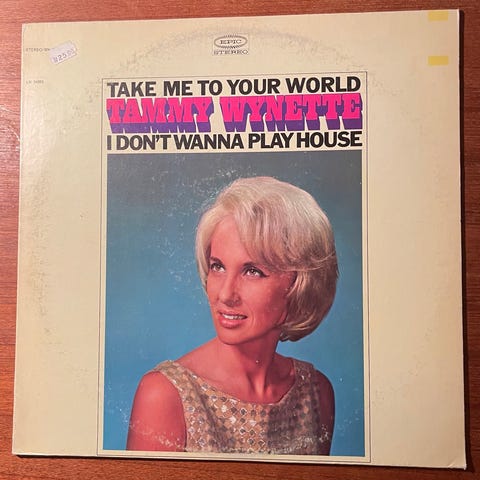 EPIC
STEREO
TAKE ME TO YOUR WORLD
TAMMY WYNETTE
I DON'T WANNA PLAY HOUSE